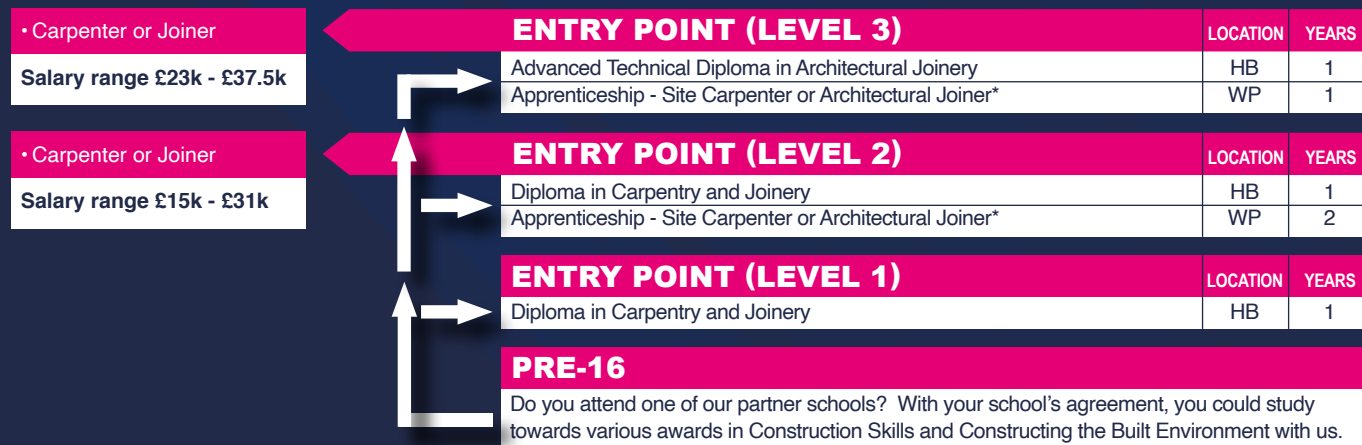 • Carpenter or Joiner
Salary range £23k - £37.5k
ENTRY POINT (LEVEL 3) LOCATION YEARS
Advanced Technical Diploma in Architectural Joinery HB 1
Apprenticeship - Site Carpenter or Architectural Joiner* WP 1
• Carpenter or Joiner
Salary range £15k - £31k
ENTRY POINT (LEVEL 2) LOCATION YEARS
Diploma in Carpentry and Joinery HB 1
Apprenticeship - Site Carpenter or Architectural Joiner* WP 2
ENTRY POINT (LEVEL 1) LOCATION YEARS
Diploma in Carpentry and Joinery HB 1
PRE-16
Do you attend one of our partner schools? With your school’s agreement, you could study
towards various awards in Construction Skills and Constructing the Built Environment with us.